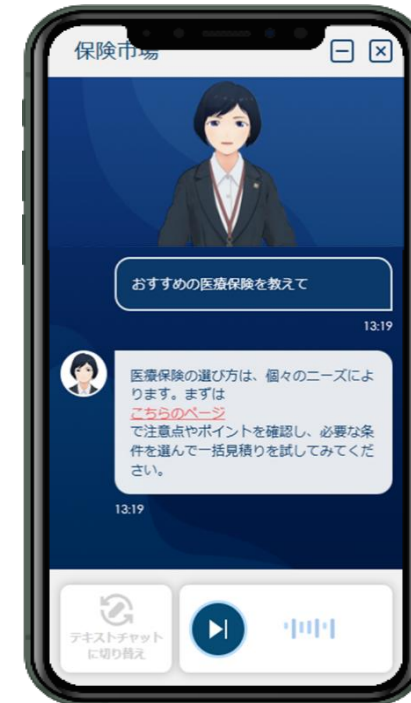 保険市場
おすすめの医療保険を教えて
13:19
医療保険の選び方は、個々のニーズによ
ります。まずは
こちらのページ
で注意点やポイントを確認し、必要な条
件を選んで一括見積りを試してみてくだ
さい。
13:19
テキストチャット
に切り替え